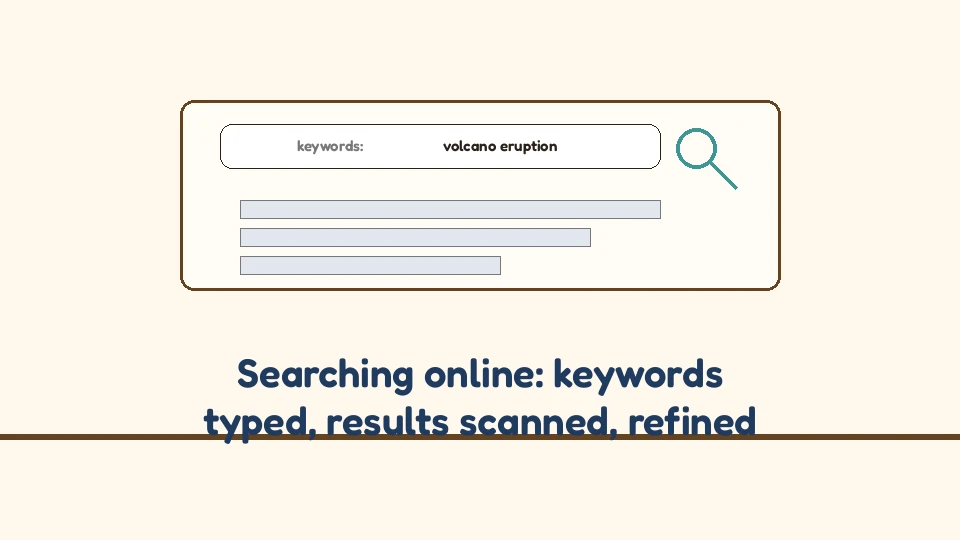 keywords: volcano eruption
Searching online: keywords
typed, results scanned, refined